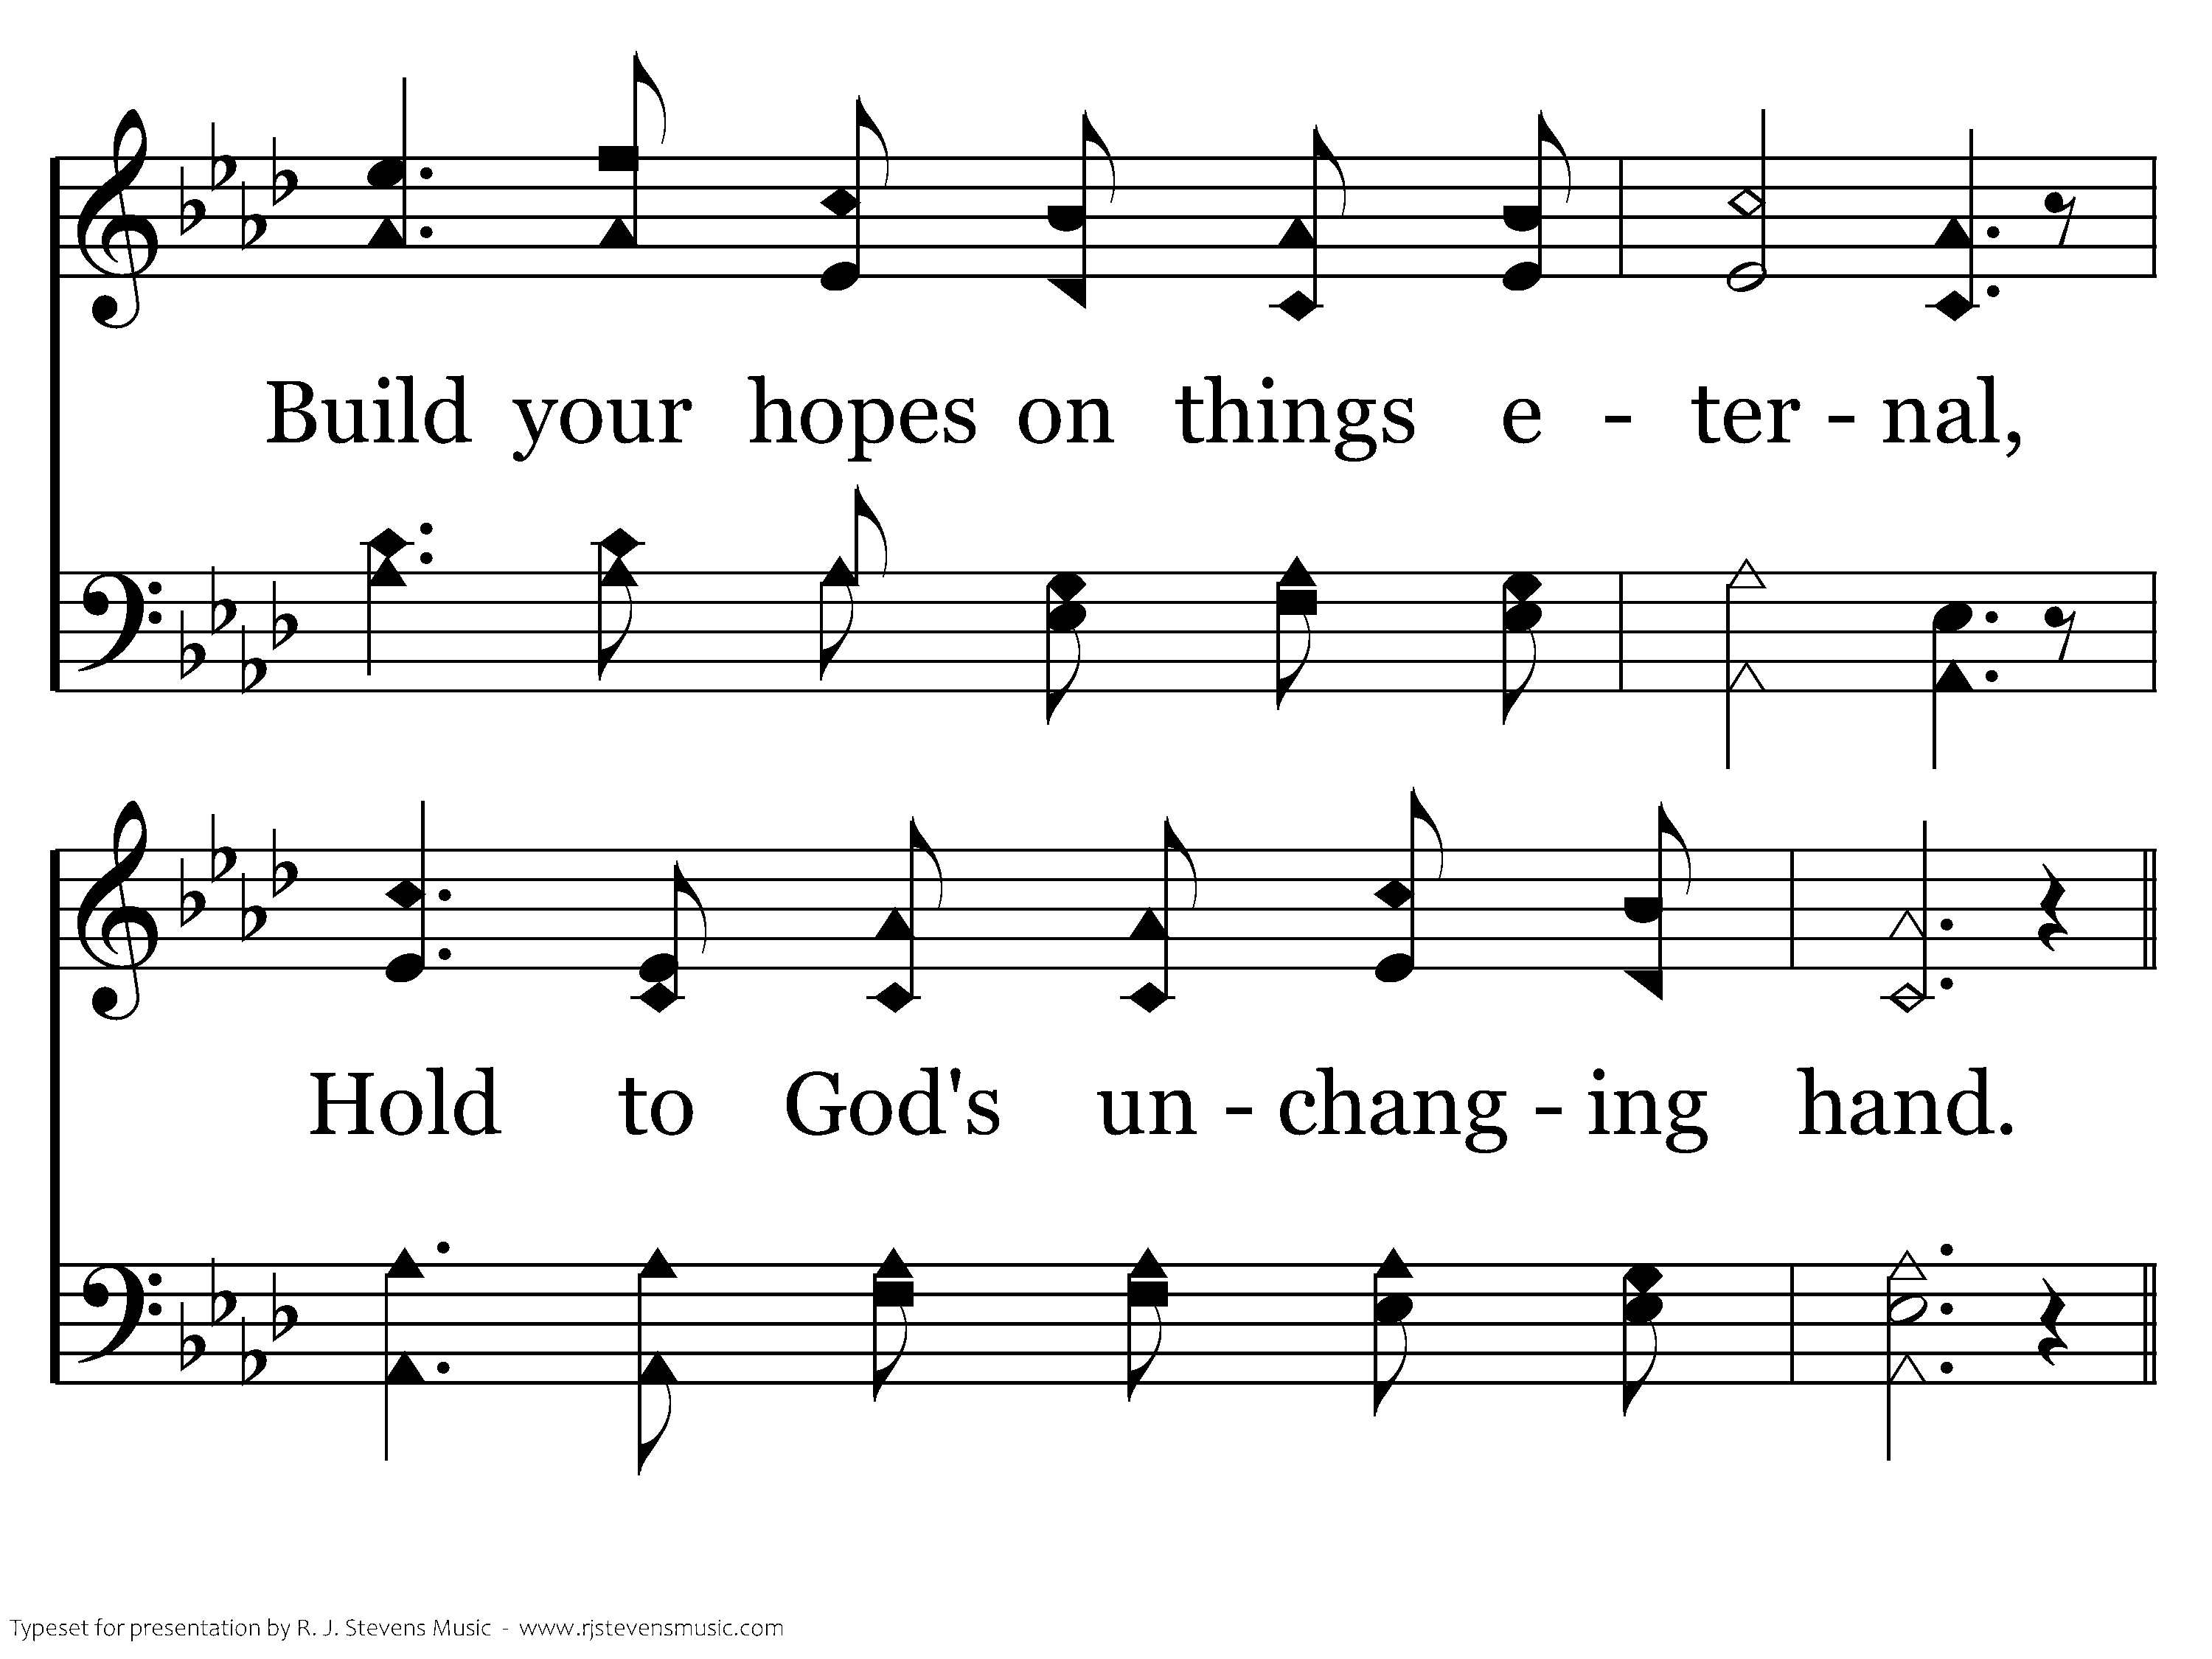 Build your hopes on things e - ter - nal,
Hold to God's un - chang - ing hand.
Typeset for presentation by R. J. Stevens Music - www.rjstevensmusic.com